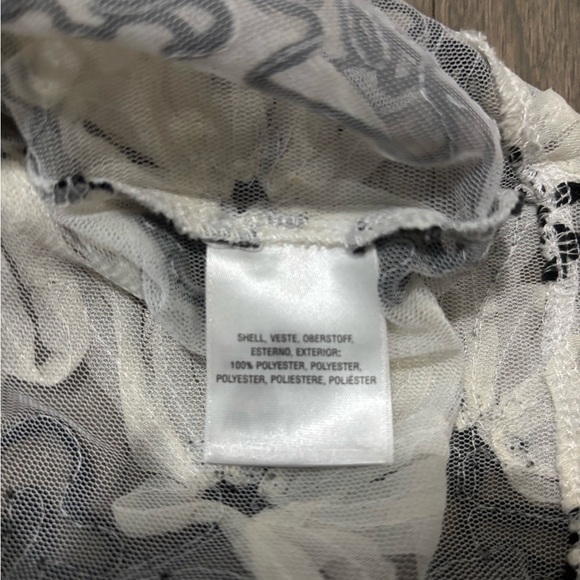 SHELL, VESTE, OBERSTOFF,
ESTERNO, EXTERIOR:
100% POLYESTER, POLYESTER,
POLYESTER, POLIESTERE, POLIÉSTER